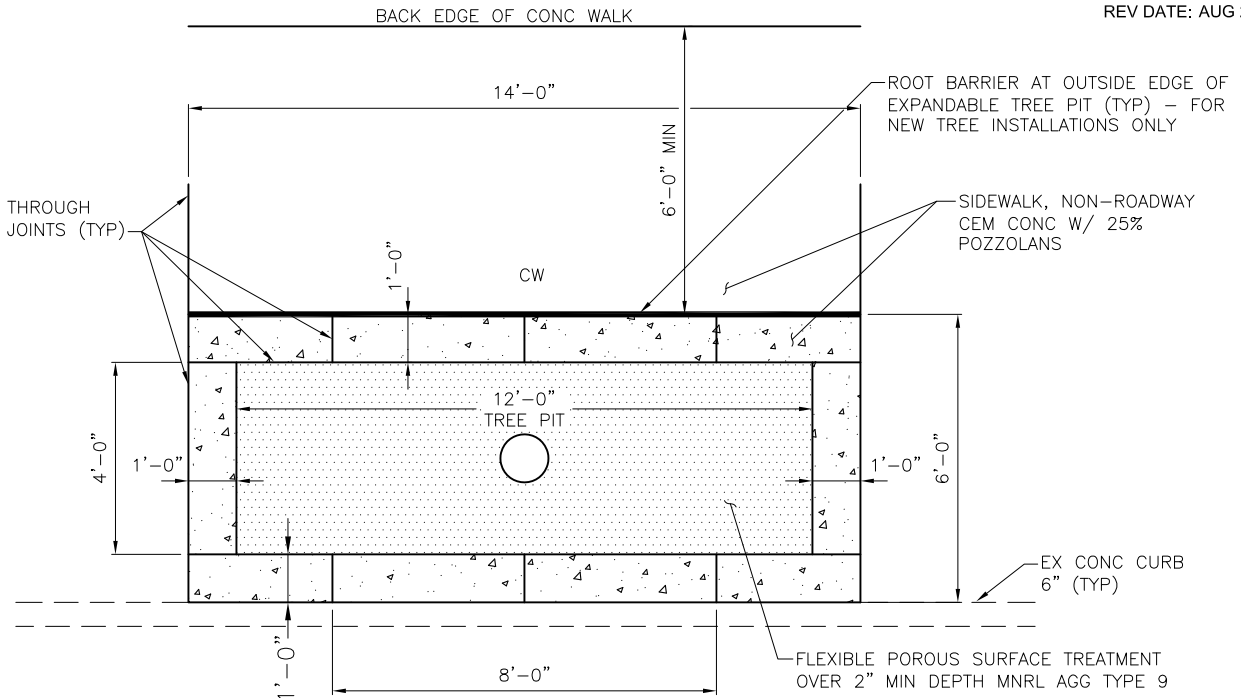 BACK EDGE OF CONC WALK
REV DATE: AUG
14'-0"
ROOT BARRIER AT OUTSIDE EDGE OF
EXPANDABLE TREE PIT (TYP) – FOR
NEW TREE INSTALLATIONS ONLY
6'-0" MIN
THROUGH
JOINTS (TYP)
SIDEWALK, NON-ROADWAY
CEM CONC W/ 25%
POZZOLANS
1'-0"
CW
12'-0"
TREE PIT
4'-0"
1'-0"
1'-0"
6'-0"
EX CONC CURB
6" (TYP)
1'-0"
8'-0"
FLEXIBLE POROUS SURFACE TREATMENT
OVER 2" MIN DEPTH MNRL AGG TYPE 9